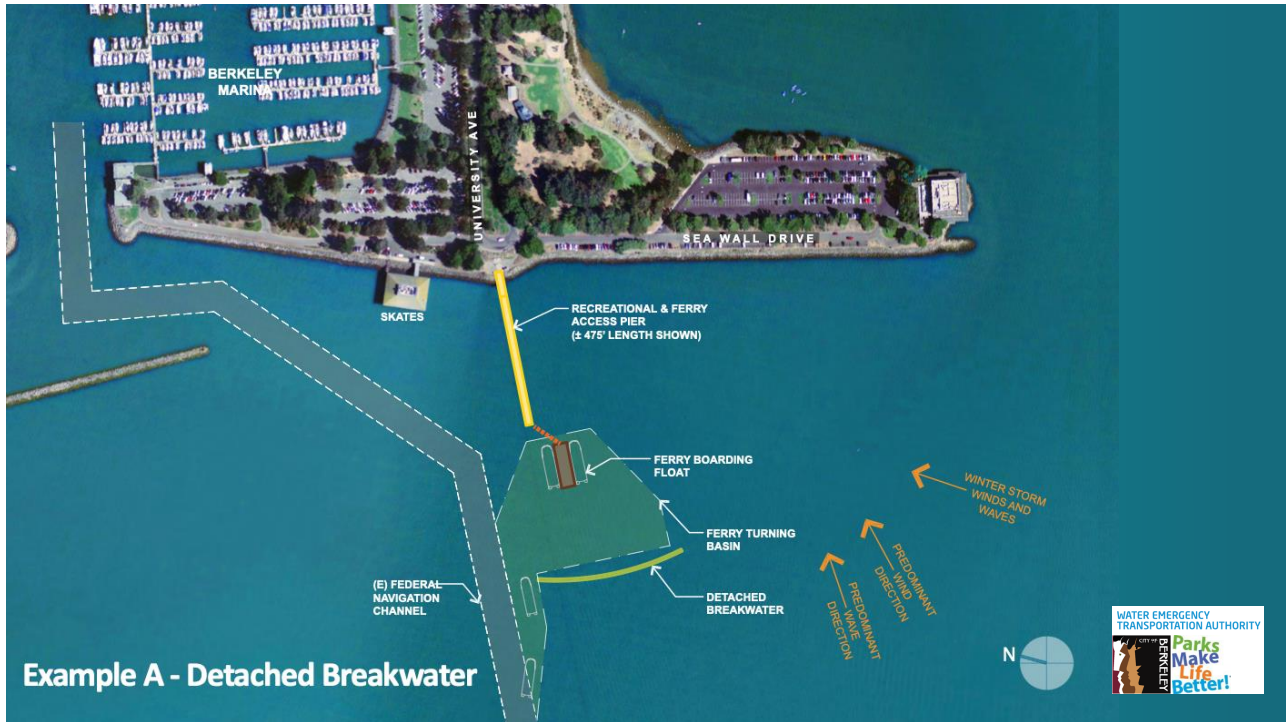 BERKELEY
MARINA
UNIVERSITY AVE
SEA WALL DRIVE
SKATES
RECREATIONAL & FERRY
ACCESS PIER
(± 475' LENGTH SHOWN)
FERRY BOARDING
FLOAT
WINTER STORM
WINDS AND
WAVES
FERRY TURNING
BASIN
PREDOMINANT
WIND
DIRECTION
PREDOMINANT
WAVE
DIRECTION
(E) FEDERAL
NAVIGATION
CHANNEL
DETACHED
BREAKWATER
N
Example A - Detached Breakwater
WATER EMERGENCY
TRANSPORTATION AUTHORITY
CITY OF
BERKELEY
Parks
Make
Life
Better!